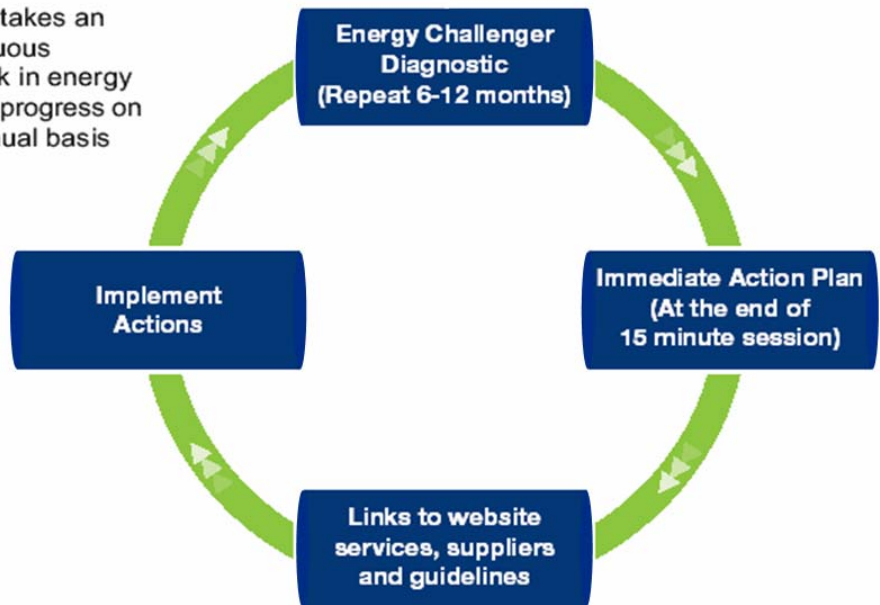 takes an
uous
k in energy
progress on
ual basis
Energy Challenger
Diagnostic
(Repeat 6-12 months)
Immediate Action Plan
(At the end of
15 minute session)
Links to website
services, suppliers
and guidelines
Implement
Actions